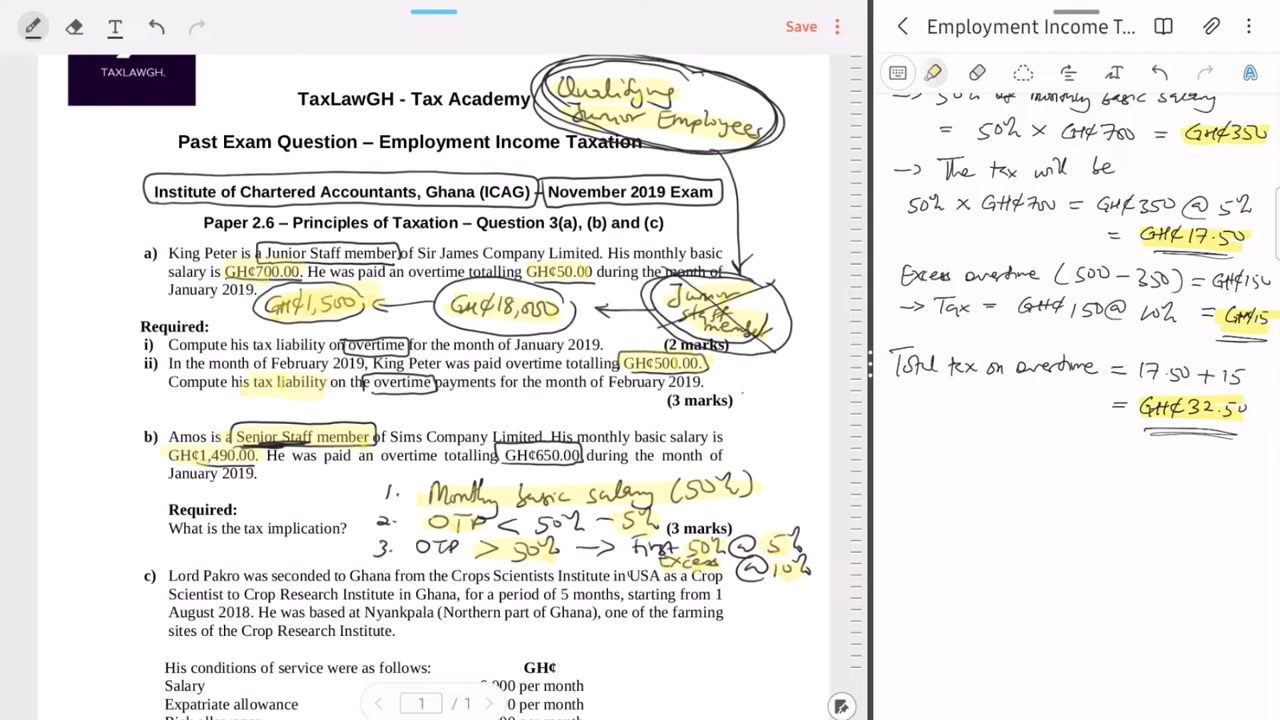 Save
TAXLAWGH.
Qualifying
Junior Employees
TaxLawGH - Tax Academy
Past Exam Question – Employment Income Taxation
Institute of Chartered Accountants, Ghana (ICAG) – November 2019 Exam
Paper 2.6 – Principles of Taxation – Question 3(a), (b) and (c)
a) King Peter is a Junior Staff member of Sir James Company Limited. His monthly basic
salary is GH¢700.00. He was paid an overtime totalling GH¢50.00 during the month of
January 2019.
GH¢1,500 GH¢18,000 Junior
staff
member
Required:
i) Compute his tax liability on overtime for the month of January 2019. (2 marks)
ii) In the month of February 2019, King Peter was paid overtime totalling GH¢500.00.
Compute his tax liability on the overtime payments for the month of February 2019.
(3 marks)
b) Amos is a Senior Staff member of Sims Company Limited. His monthly basic salary is
GH¢1,490.00. He was paid an overtime totalling GH¢650.00 during the month of
January 2019.
1. Monthly basic salary (50%)
Required:
What is the tax implication? (3 marks)
2. OTP < 50% – 5%
3. OTP > 50% → First 50% @ 5%
Excess @ 10%
c) Lord Pakro was seconded to Ghana from the Crops Scientists Institute in USA as a Crop
Scientist to Crop Research Institute in Ghana, for a period of 5 months, starting from 1
August 2018. He was based at Nyankpala (Northern part of Ghana), one of the farming
sites of the Crop Research Institute.
His conditions of service were as follows: GH¢
Salary 000 per month
Expatriate allowance 0 per month
1 / 1
Employment Income T...
→ 50% of monthly basic salary
= 50% × GH¢700 = GH¢350
→ The tax will be
50% × GH¢700 = GH¢350 @ 5%
= GH¢17.50
Excess overtime (500 – 350) = GH¢150
→ Tax = GH¢150 @ 10% = GH¢15
Total tax on overtime = 17.50 + 15
= GH¢32.50